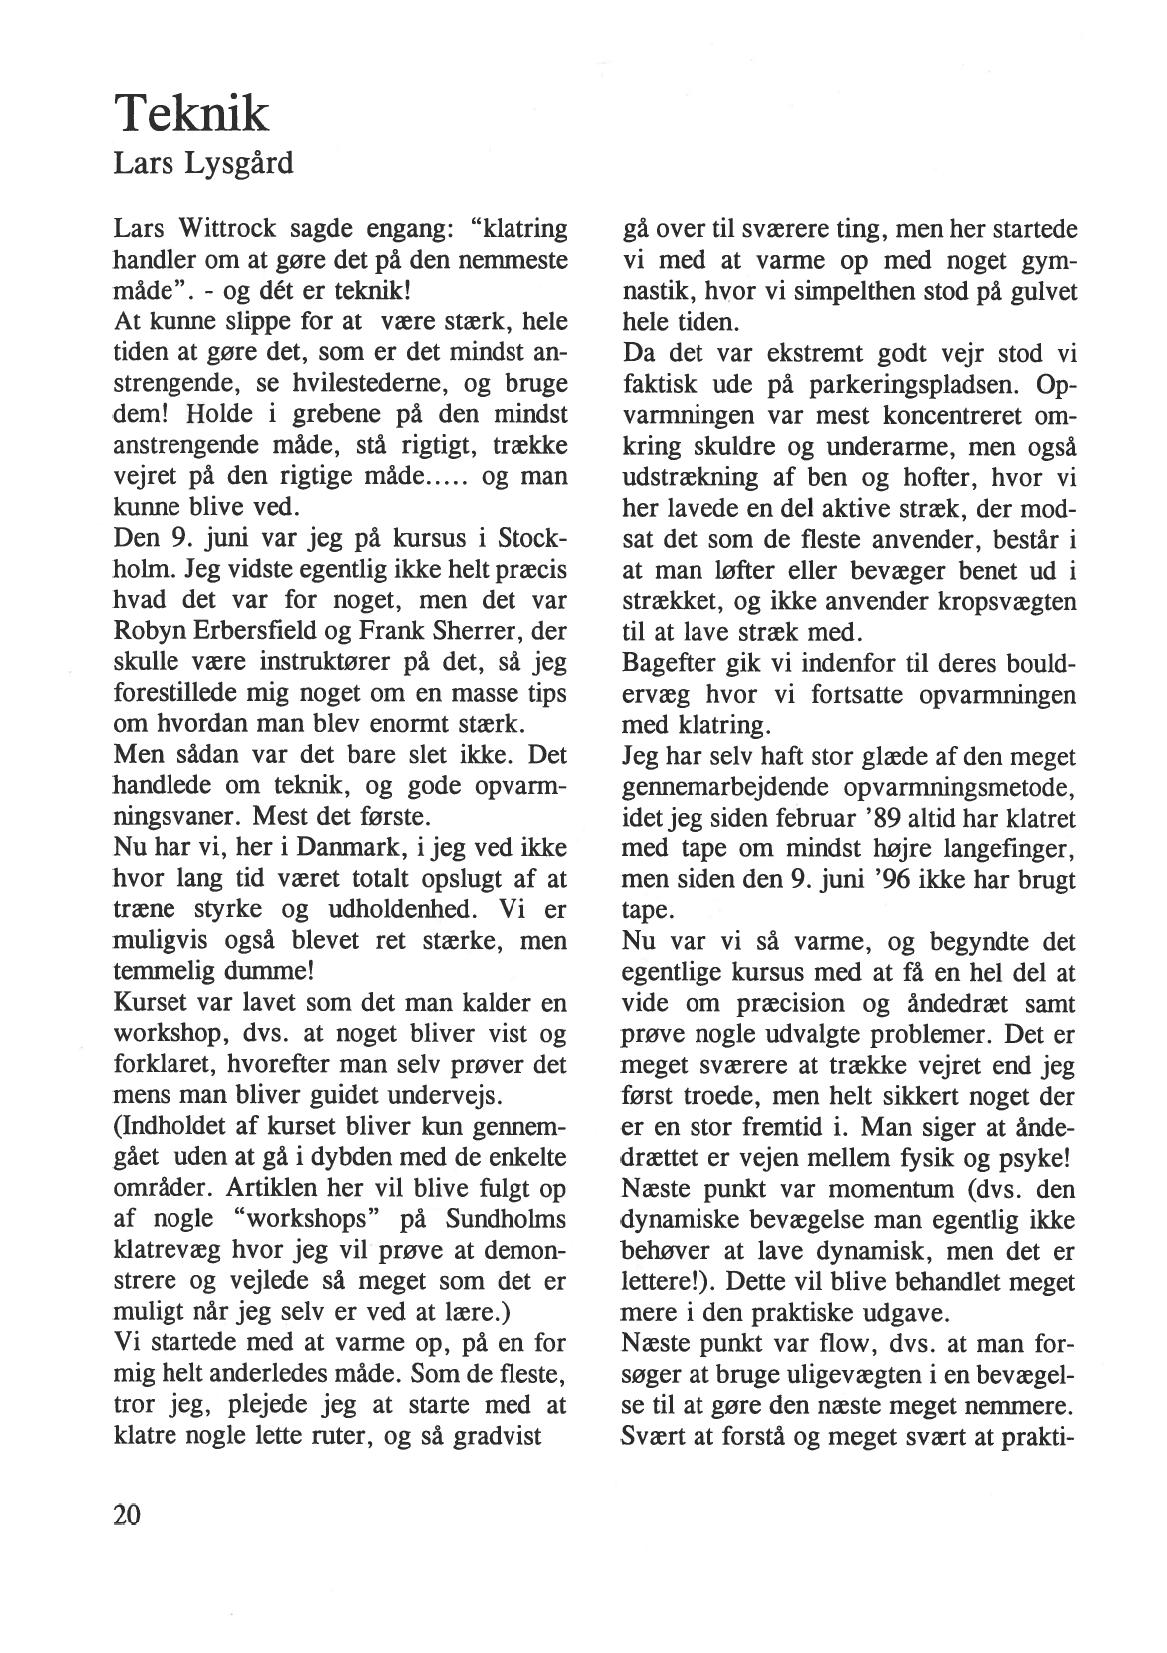 Teknik
Lars Lysgård
Lars Wittrock sagde engang: “klatring
handler om at gøre det på den nemmeste
måde”. - og dét er teknik!
At kunne slippe for at være stærk, hele
tiden at gøre det, som er det mindst an-
strengende, se hvilestederne, og bruge
dem! Holde i grebene på den mindst
anstrengende måde, stå rigtigt, trække
vejret på den rigtige måde..... og man
kunne blive ved.
Den 9. juni var jeg på kursus i Stock-
holm. Jeg vidste egentlig ikke helt præcis
hvad det var for noget, men det var
Robyn Erbersfield og Frank Sherrer, der
skulle være instruktører på det, så jeg
forestillede mig noget om en masse tips
om hvordan man blev enormt stærk.
Men sådan var det bare slet ikke. Det
handlede om teknik, og gode opvarm-
ningsvaner. Mest det første.
Nu har vi, her i Danmark, i jeg ved ikke
hvor lang tid været totalt opslugt af at
træne styrke og udholdenhed. Vi er
muligvis også blevet ret stærke, men
temmelig dumme!
Kurset var lavet som det man kalder en
workshop, dvs. at noget bliver vist og
forklaret, hvorefter man selv prøver det
mens man bliver guidet undervejs.
(Indholdet af kurset bliver kun gennem-
gået uden at gå i dybden med de enkelte
områder. Artiklen her vil blive fulgt op
af nogle “workshops” på Sundholms
klatrevæg hvor jeg vil prøve at demon-
strere og vejlede så meget som det er
muligt når jeg selv er ved at lære.)
Vi startede med at varme op, på en for
mig helt anderledes måde. Som de fleste,
tror jeg, plejede jeg at starte med at
klatre nogle lette ruter, og så gradvist
gå over til sværere ting, men her startede
vi med at varme op med noget gym-
nastik, hvor vi simpelthen stod på gulvet
hele tiden.
Da det var ekstremt godt vejr stod vi
faktisk ude på parkeringspladsen. Op-
varmningen var mest koncentreret om-
kring skuldre og underarme, men også
udstrækning af ben og hofter, hvor vi
her lavede en del aktive stræk, der mod-
sat det som de fleste anvender, består i
at man løfter eller bevæger benet ud i
strækket, og ikke anvender kropsvægten
til at lave stræk med.
Bagefter gik vi indenfor til deres bould-
ervæg hvor vi fortsatte opvarmningen
med klatring.
Jeg har selv haft stor glæde af den meget
gennemarbejdende opvarmningsmetode,
idet jeg siden februar ’89 altid har klatret
med tape om mindst højre langefinger,
men siden den 9. juni ’96 ikke har brugt
tape.
Nu var vi så varme, og begyndte det
egentlige kursus med at få en hel del at
vide om præcision og åndedræt samt
prøve nogle udvalgte problemer. Det er
meget sværere at trække vejret end jeg
først troede, men helt sikkert noget der
er en stor fremtid i. Man siger at ånde-
drættet er vejen mellem fysik og psyke!
Næste punkt var momentum (dvs. den
dynamiske bevægelse man egentlig ikke
behøver at lave dynamisk, men det er
lettere!). Dette vil blive behandlet meget
mere i den praktiske udgave.
Næste punkt var flow, dvs. at man for-
søger at bruge uligevægten i en bevægel-
se til at gøre den næste meget nemmere.
Svært at forstå og meget svært at prakti-
20